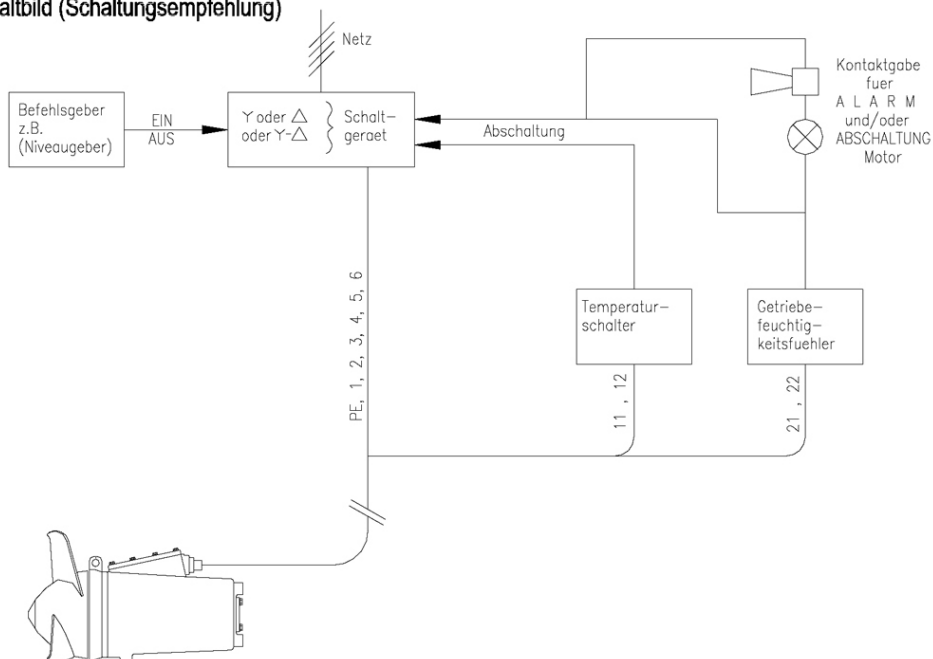 altbild (Schaltungsempfehlung)
Netz
Befehlsgeber
z.B.
(Niveaugeber)
EIN
AUS
Y oder △
oder Y-△
Schalt-
geraet
Abschaltung
Kontaktgabe
fuer
A L A R M
und/oder
ABSCHALTUNG
Motor
PE, 1, 2, 3, 4, 5, 6
Temperatur-
schalter
Getriebe-
feuchtig-
keitsfuehler
11 , 12
21 , 22